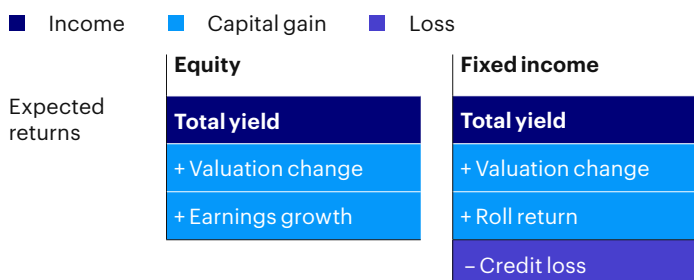 Income Capital gain Loss
Equity Fixed income
Expected
returns
Total yield Total yield
+ Valuation change + Valuation change
+ Earnings growth + Roll return
– Credit loss